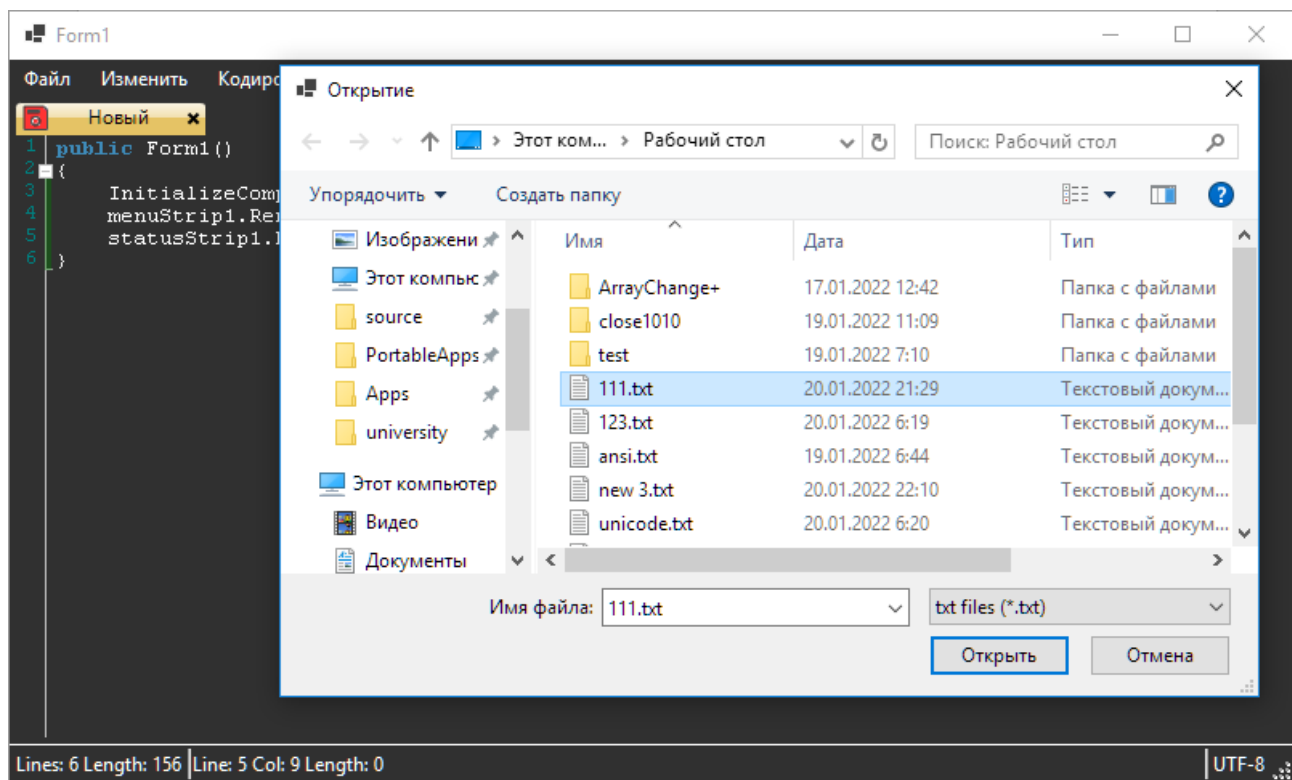 Form1
Файл Изменить Кодиро
Новый
1 public Form1()
2 {
3 InitializeComp
4 menuStrip1.Re
5 statusStrip1.
6 }
Открытие
Этот ком... Рабочий стол
Поиск: Рабочий стол
Упорядочить Создать папку
Изображени
Этот компьюс
source
PortableApps
Apps
university
Этот компьютер
Видео
Документы
Имя Дата Тип
ArrayChange+ 17.01.2022 12:42 Папка с файлами
close1010 19.01.2022 11:09 Папка с файлами
test 19.01.2022 7:10 Папка с файлами
111.txt 20.01.2022 21:29 Текстовый докум...
123.txt 20.01.2022 6:19 Текстовый докум...
ansi.txt 19.01.2022 6:44 Текстовый докум...
new 3.txt 20.01.2022 22:10 Текстовый докум...
unicode.txt 20.01.2022 6:20 Текстовый докум...
Имя файла: 111.txt txt files (*.txt)
Открыть Отмена
Lines: 6 Length: 156 Line: 5 Col: 9 Length: 0 UTF-8